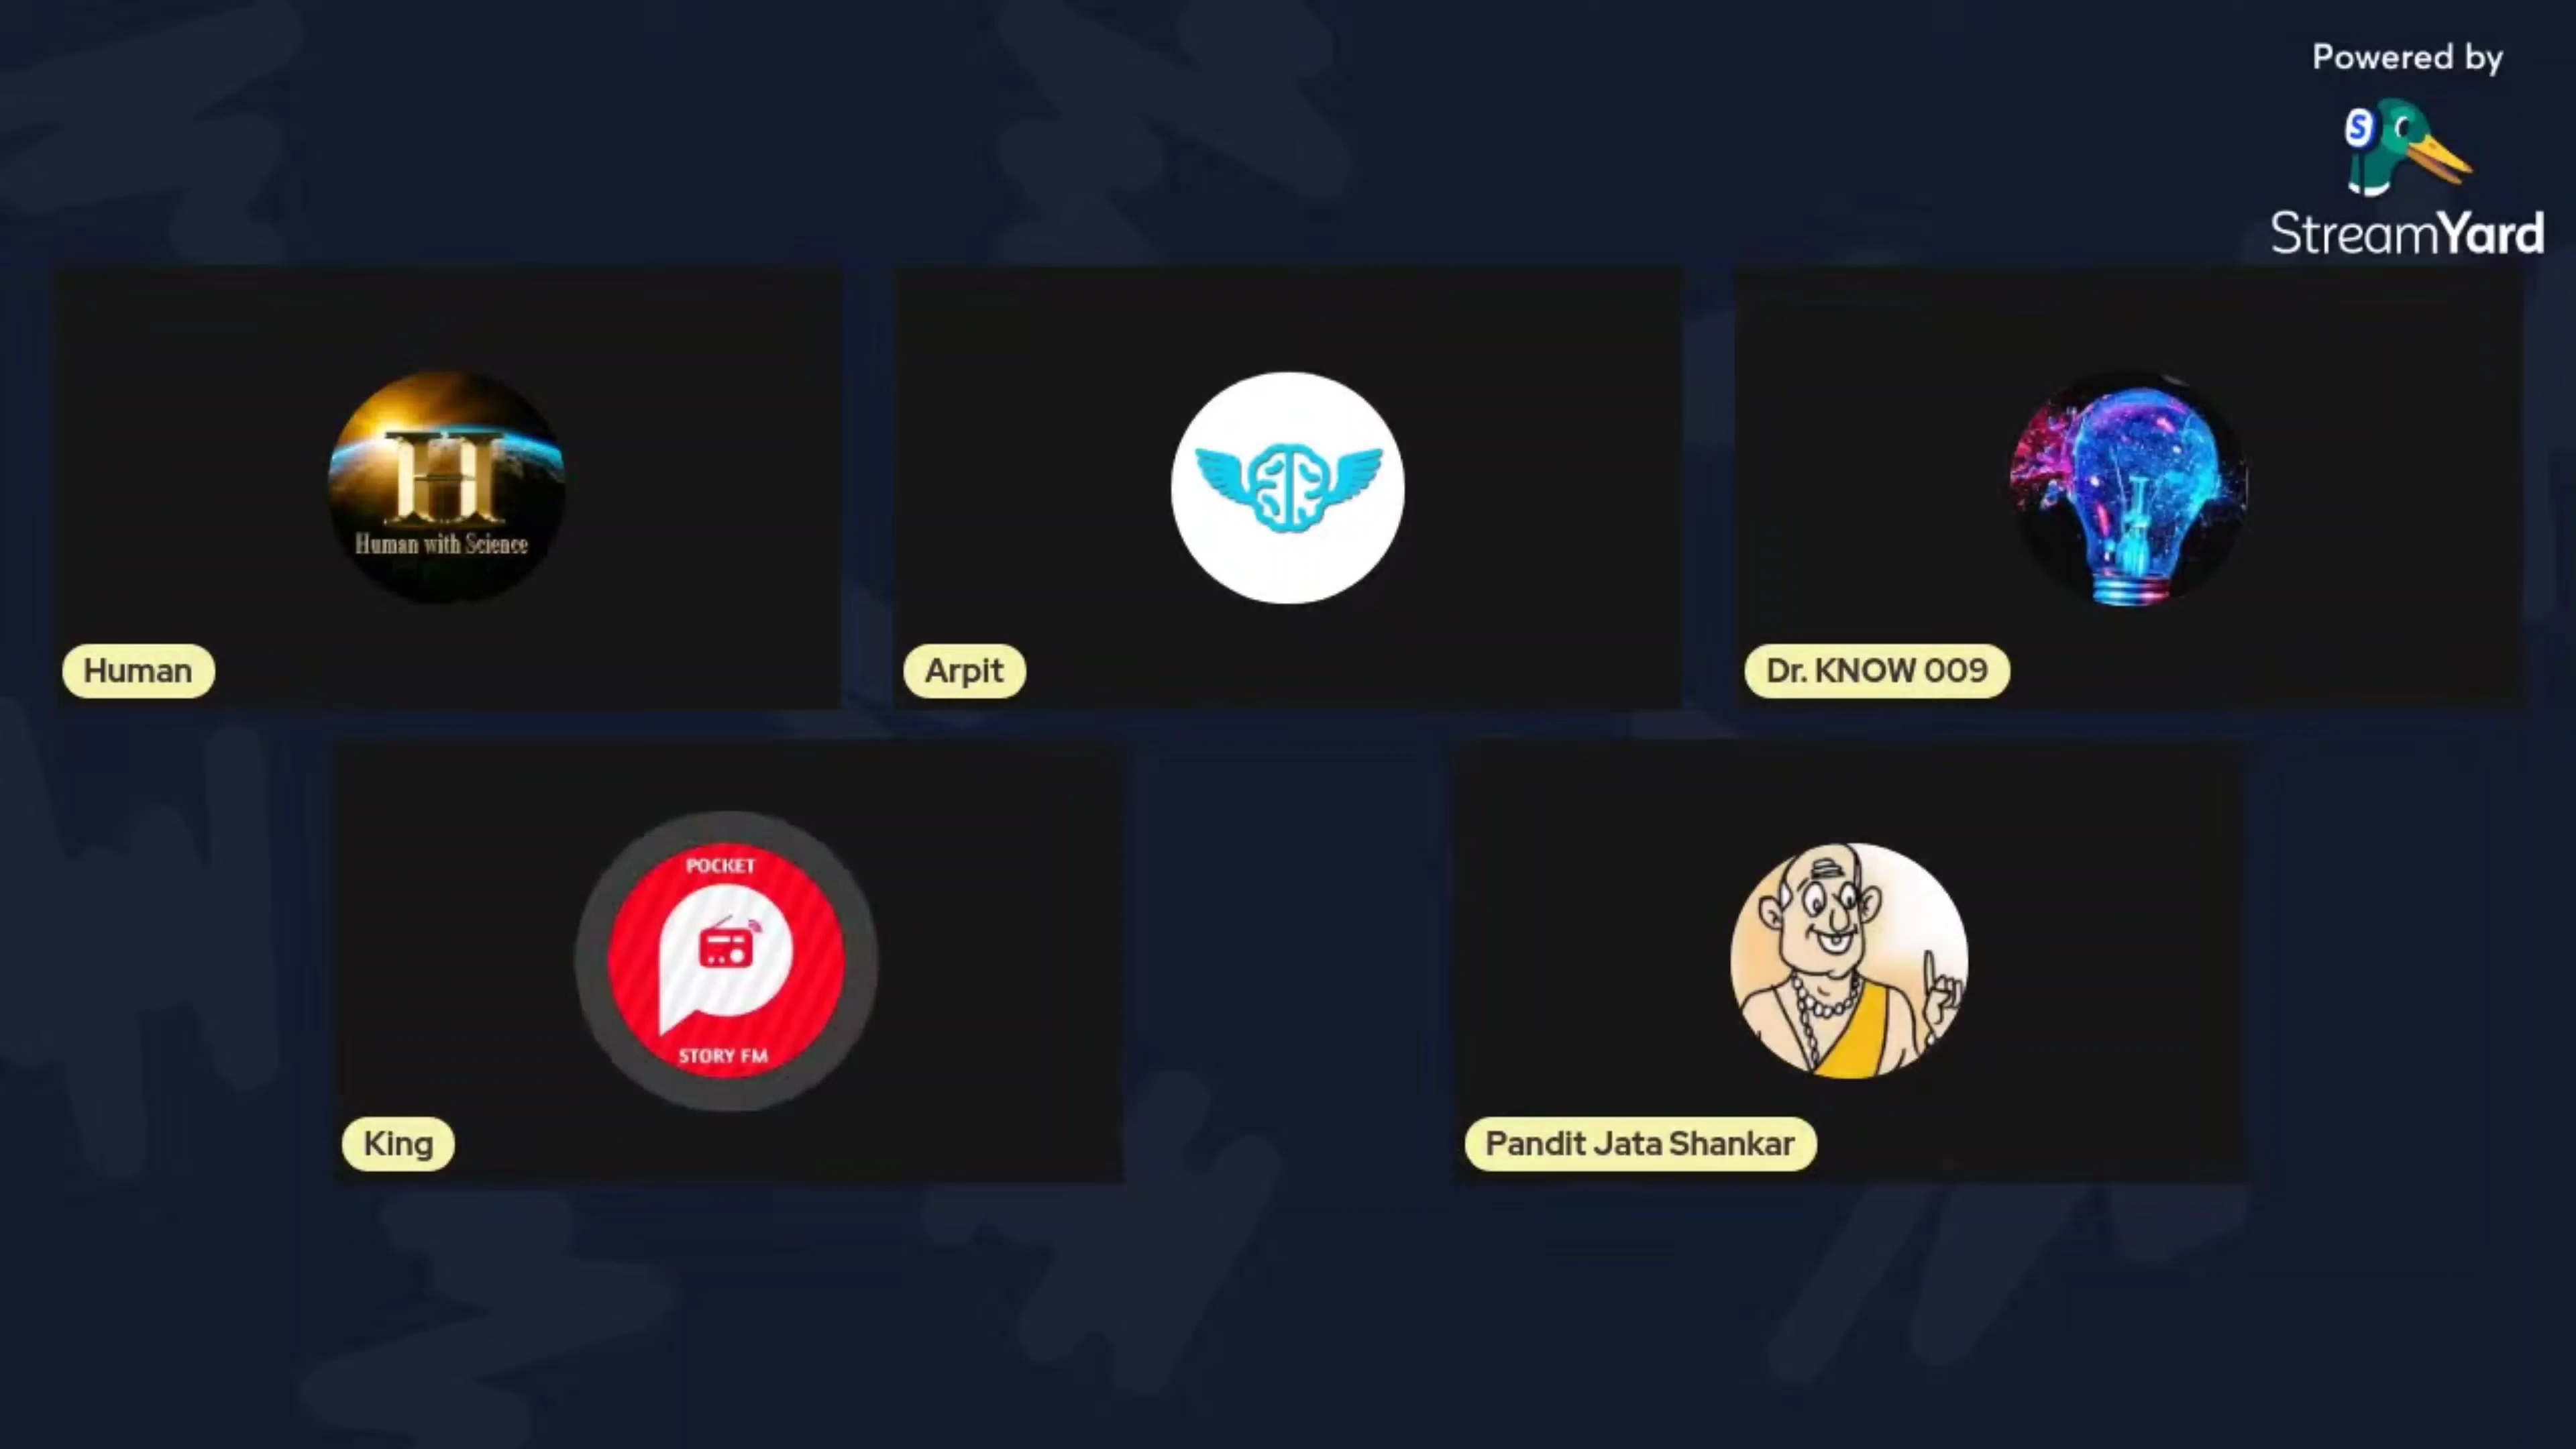 Powered by
S
StreamYard
H
Human with Science
Human
Arpit
Dr. KNOW 009
POCKET
STORY FM
King
Pandit Jata Shankar